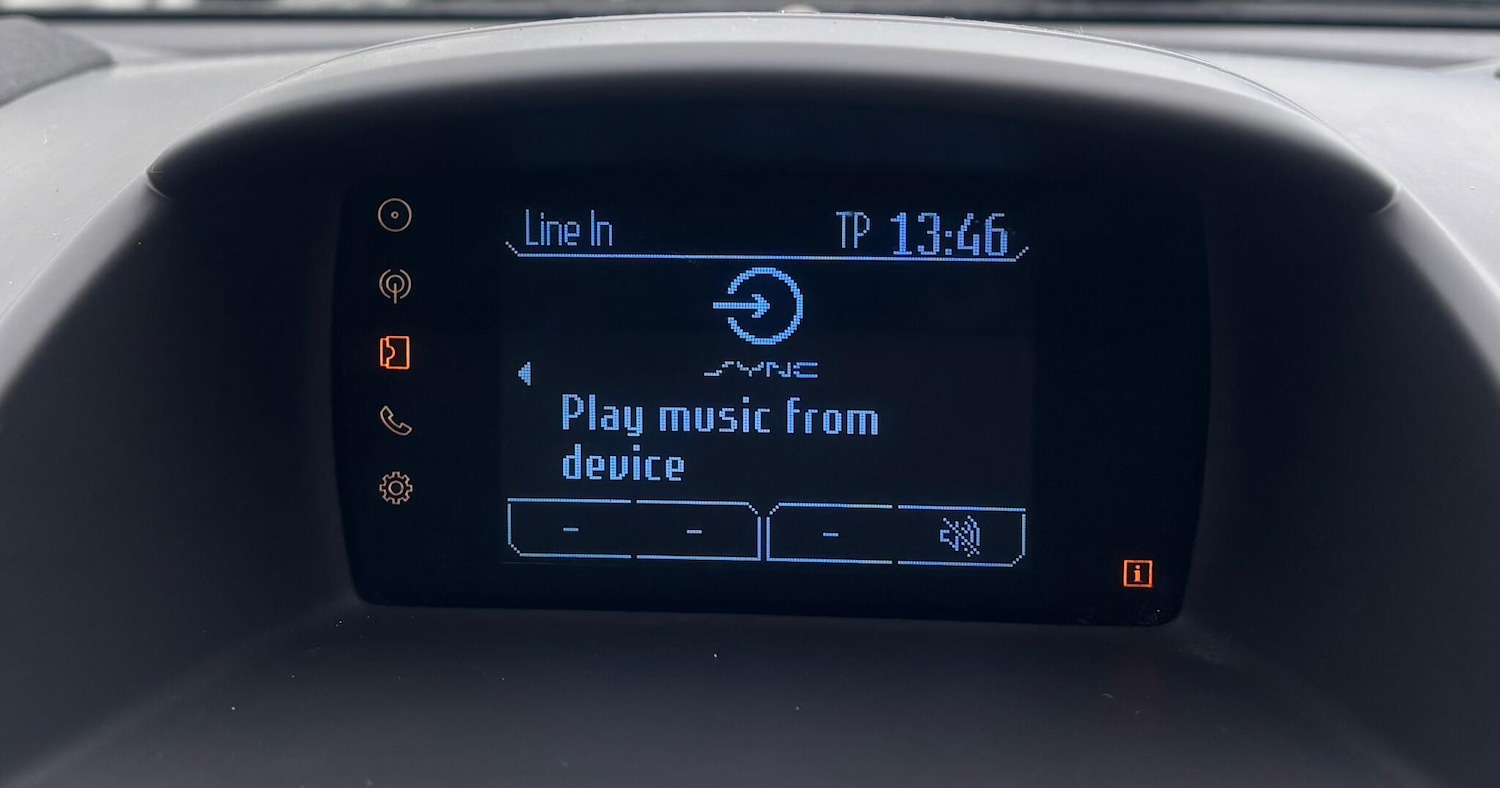 Line In
TP 13:46
SYNC
Play music from
device
- - -
i